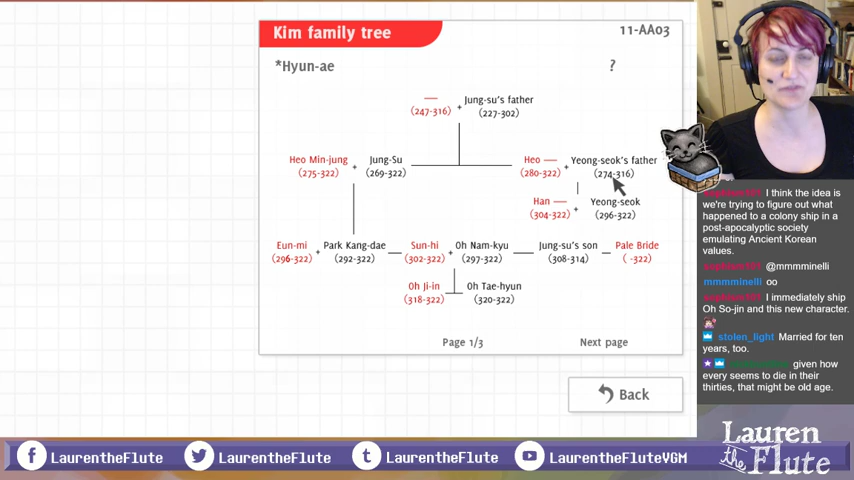 Kim family tree
11-AA03
*Hyun-ae
?
— Jung-su's father
(247-316) + (227-302)
Heo Min-jung + Jung-Su
(275-322) (269-322)
Heo — + Yeong-seok's father
(280-322) (274-316)
Han — + Yeong-seok
(304-322) (296-322)
Eun-mi + Park Kang-dae — Sun-hi + Oh Nam-kyu — Jung-su's son — Pale Bride
(296-322) (292-322) (302-322) (297-322) (308-314) ( -322)
Oh Ji-in Oh Tae-hyun
(318-322) (320-322)
Page 1/3
Next page
Back
I think the idea is
we're trying to figure out what
happened to a colony ship in a
post-apocalyptic society
emulating Ancient Korean
values.
@mmmminelli
mmmminelli oo
I immediately ship
Oh So-jin and this new character.
stolen_light Married for ten
years, too.
given how
every seems to die in their
thirties, that might be old age.
Lauren
the Flute
LaurentheFlute
LaurentheFlute
LaurentheFlute
LaurentheFluteVGM